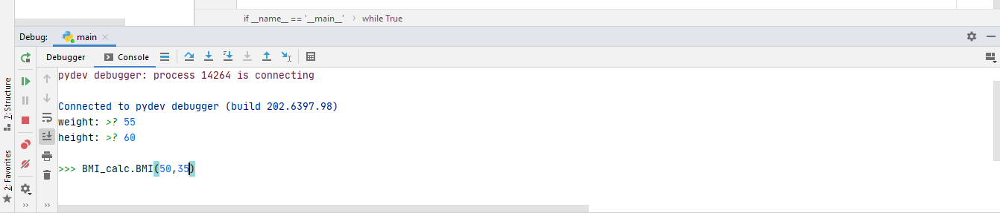 if __name__ == '__main__' › while True
Debug: main
Debugger Console
pydev debugger: process 14264 is connecting
Connected to pydev debugger (build 202.6397.98)
weight: >? 55
height: >? 60
>>> BMI_calc.BMI(50,35)
7: Structure
2: Favorites